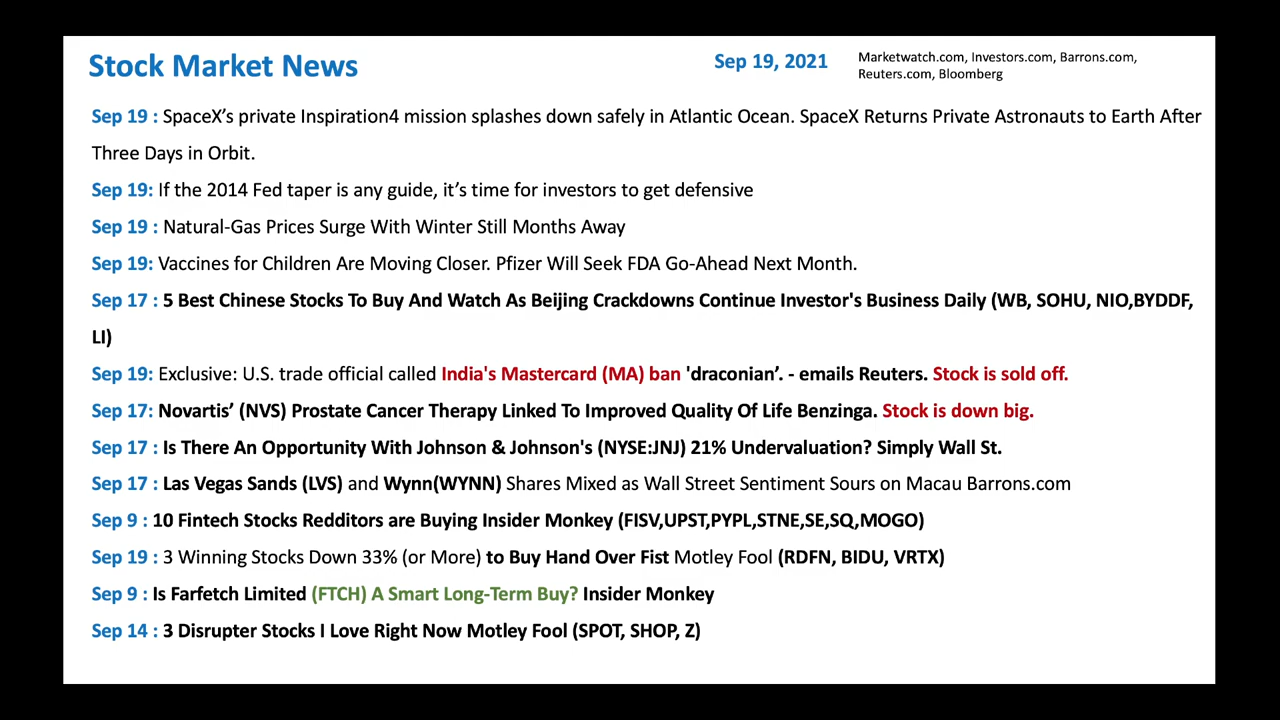 Stock Market News
Sep 19, 2021
Marketwatch.com, Investors.com, Barrons.com,
Reuters.com, Bloomberg
Sep 19 : SpaceX’s private Inspiration4 mission splashes down safely in Atlantic Ocean. SpaceX Returns Private Astronauts to Earth After
Three Days in Orbit.
Sep 19: If the 2014 Fed taper is any guide, it’s time for investors to get defensive
Sep 19 : Natural-Gas Prices Surge With Winter Still Months Away
Sep 19: Vaccines for Children Are Moving Closer. Pfizer Will Seek FDA Go-Ahead Next Month.
Sep 17 : 5 Best Chinese Stocks To Buy And Watch As Beijing Crackdowns Continue Investor's Business Daily (WB, SOHU, NIO,BYDDF,
LI)
Sep 19: Exclusive: U.S. trade official called India's Mastercard (MA) ban 'draconian’. - emails Reuters. Stock is sold off.
Sep 17: Novartis’ (NVS) Prostate Cancer Therapy Linked To Improved Quality Of Life Benzinga. Stock is down big.
Sep 17 : Is There An Opportunity With Johnson & Johnson's (NYSE:JNJ) 21% Undervaluation? Simply Wall St.
Sep 17 : Las Vegas Sands (LVS) and Wynn(WYNN) Shares Mixed as Wall Street Sentiment Sours on Macau Barrons.com
Sep 9 : 10 Fintech Stocks Redditors are Buying Insider Monkey (FISV,UPST,PYPL,STNE,SE,SQ,MOGO)
Sep 19 : 3 Winning Stocks Down 33% (or More) to Buy Hand Over Fist Motley Fool (RDFN, BIDU, VRTX)
Sep 9 : Is Farfetch Limited (FTCH) A Smart Long-Term Buy? Insider Monkey
Sep 14 : 3 Disrupter Stocks I Love Right Now Motley Fool (SPOT, SHOP, Z)